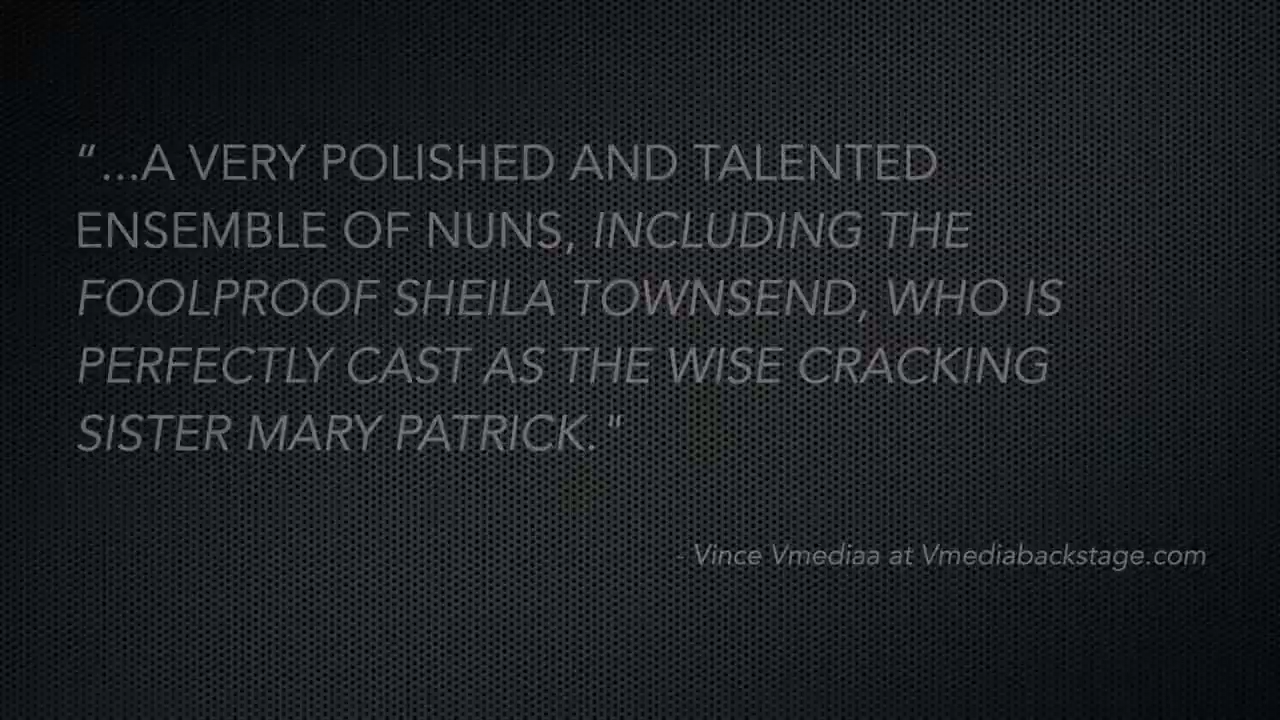 “...A VERY POLISHED AND TALENTED
ENSEMBLE OF NUNS, INCLUDING THE
FOOLPROOF SHEILA TOWNSEND, WHO IS
PERFECTLY CAST AS THE WISE CRACKING
SISTER MARY PATRICK."
- Vince Vmediaa at Vmediabackstage.com